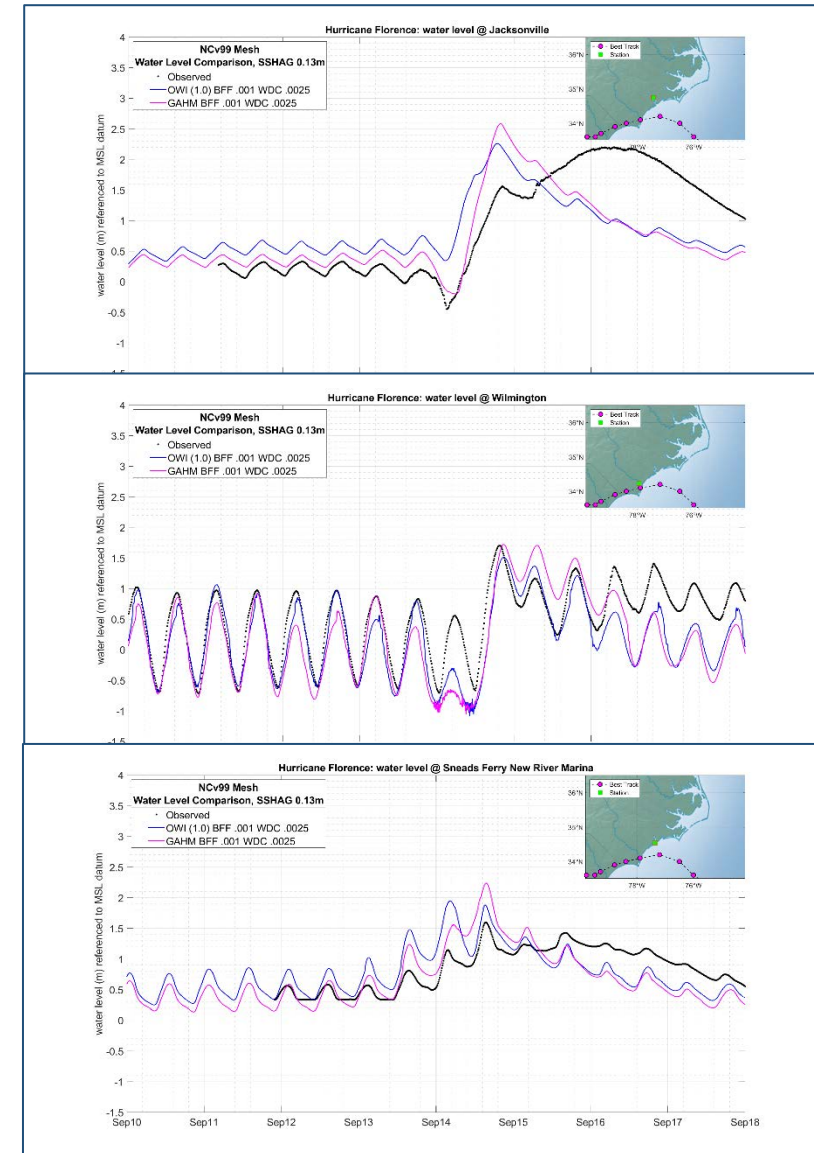 Hurricane Florence: water level @ Jacksonville
NCv99 Mesh
Water Level Comparison, SSHAG 0.13m
Observed
OWI (1.0) BFF .001 WDC .0025
GAHM BFF .001 WDC .0025
water level (m) referenced to MSL datum
4
3.5
3
2.5
2
1.5
1
0.5
0
-0.5
-1
Best Track
Station
36°N
35°N
34°N
78°W
76°W
Hurricane Florence: water level @ Wilmington
NCv99 Mesh
Water Level Comparison, SSHAG 0.13m
Observed
OWI (1.0) BFF .001 WDC .0025
GAHM BFF .001 WDC .0025
water level (m) referenced to MSL datum
4
3.5
3
2.5
2
1.5
1
0.5
0
-0.5
-1
Best Track
Station
36°N
35°N
34°N
78°W
76°W
Hurricane Florence: water level @ Sneads Ferry New River Marina
NCv99 Mesh
Water Level Comparison, SSHAG 0.13m
Observed
OWI (1.0) BFF .001 WDC .0025
GAHM BFF .001 WDC .0025
water level (m) referenced to MSL datum
4
3.5
3
2.5
2
1.5
1
0.5
0
-0.5
-1
-1.5
Best Track
Station
36°N
35°N
34°N
78°W
76°W
Sep10 Sep11 Sep12 Sep13 Sep14 Sep15 Sep16 Sep17 Sep18